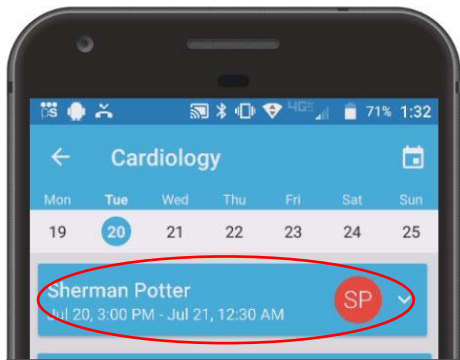 71% 1:32
Cardiology
Mon Tue Wed Thu Fri Sat Sun
19 20 21 22 23 24 25
Sherman Potter
SP
Jul 20, 3:00 PM - Jul 21, 12:30 AM